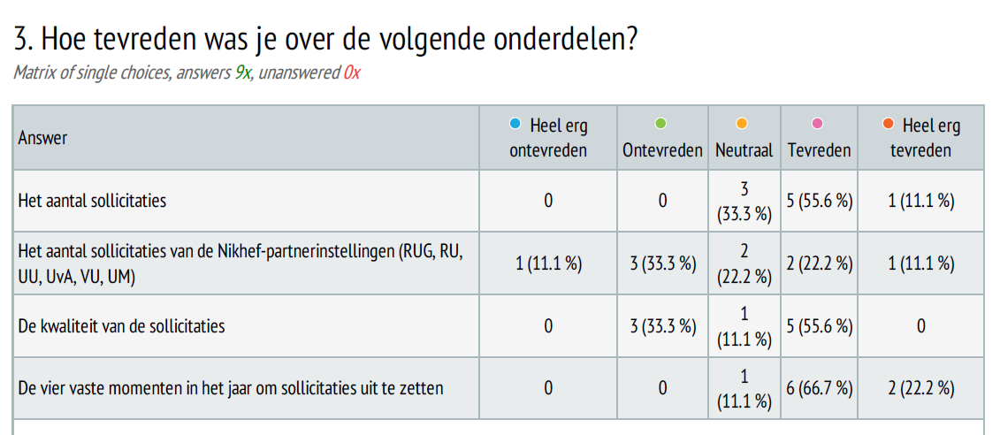 3. Hoe tevreden was je over de volgende onderdelen?
Matrix of single choices, answers 9x, unanswered 0x
Answer
Heel erg
ontevreden
Ontevreden
Neutraal
Tevreden
Heel erg
tevreden
Het aantal sollicitaties
0
0
3
(33.3 %)
5 (55.6 %)
1 (11.1 %)
Het aantal sollicitaties van de Nikhef-partnerinstellingen (RUG, RU,
UU, UvA, VU, UM)
1 (11.1 %)
3 (33.3 %)
2
(22.2 %)
2 (22.2 %)
1 (11.1 %)
De kwaliteit van de sollicitaties
0
3 (33.3 %)
1
(11.1 %)
5 (55.6 %)
0
De vier vaste momenten in het jaar om sollicitaties uit te zetten
0
0
1
(11.1 %)
6 (66.7 %)
2 (22.2 %)